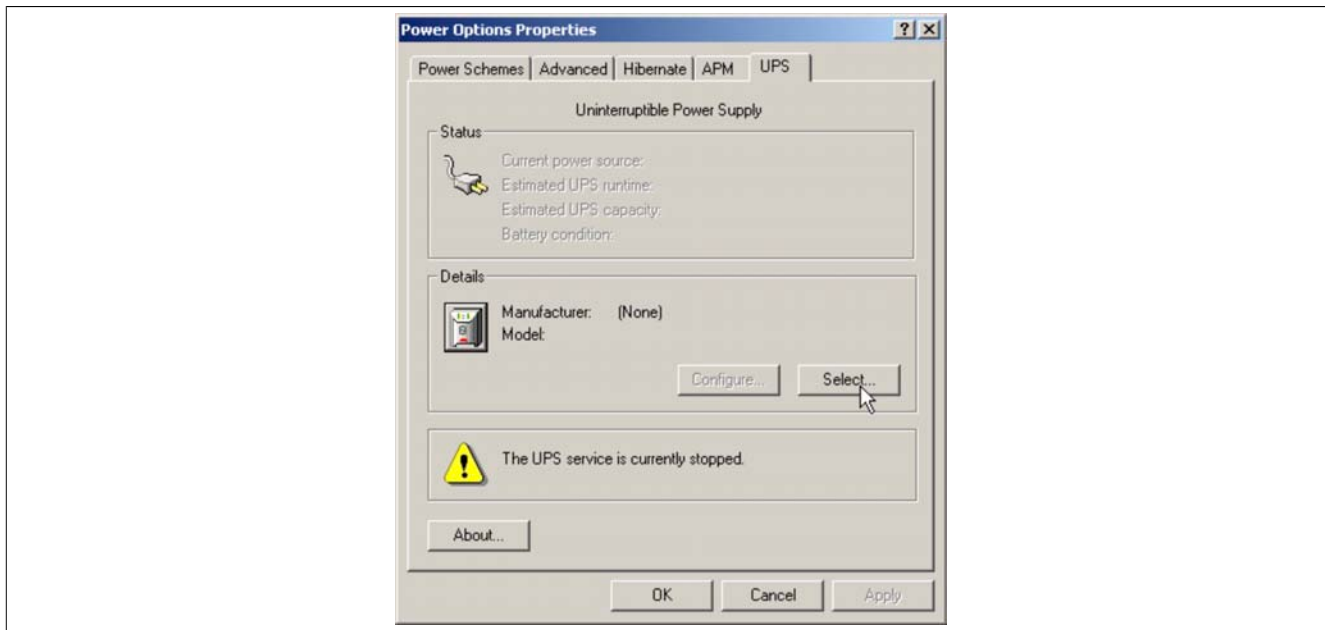 Power Options Properties
Power Schemes Advanced Hibernate APM UPS
Uninterruptible Power Supply
Status
Current power source:
Estimated UPS runtime:
Estimated UPS capacity:
Battery condition:
Details
Manufacturer: (None)
Model:
Configure... Select...
The UPS service is currently stopped.
About...
OK Cancel Apply